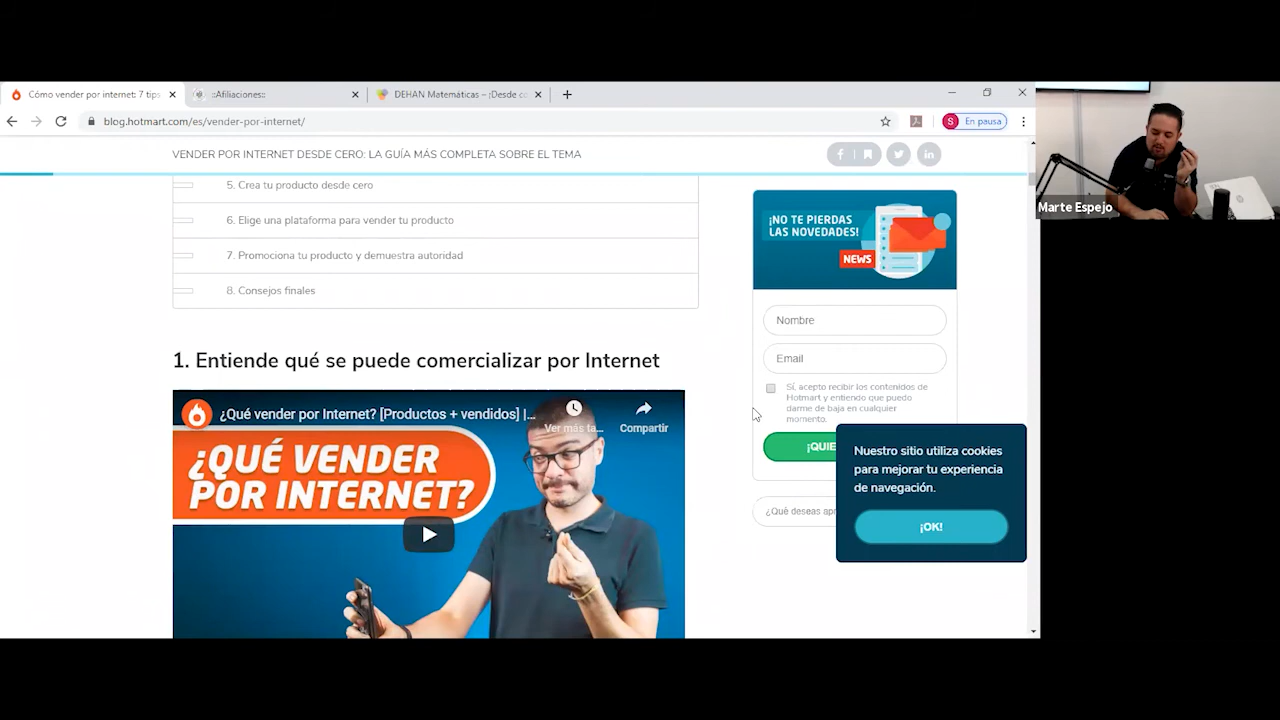 Cómo vender por internet: 7 tips
::Afiliaciones::
DEHAN Matemáticas – ¡Desde co
blog.hotmart.com/es/vender-por-internet/
S
En pausa
VENDER POR INTERNET DESDE CERO: LA GUÍA MÁS COMPLETA SOBRE EL TEMA
5. Crea tu producto desde cero
6. Elige una plataforma para vender tu producto
7. Promociona tu producto y demuestra autoridad
8. Consejos finales
1. Entiende qué se puede comercializar por Internet
¿Qué vender por Internet? [Productos + vendidos] |...
Ver más ta...
Compartir
¿QUÉ VENDER
POR INTERNET?
¡NO TE PIERDAS
LAS NOVEDADES!
NEWS
Nombre
Email
Sí, acepto recibir los contenidos de
Hotmart y entiendo que puedo
darme de baja en cualquier
momento.
¡QUIE
¿Qué deseas apr
Nuestro sitio utiliza cookies
para mejorar tu experiencia
de navegación.
¡OK!
Marte Espejo